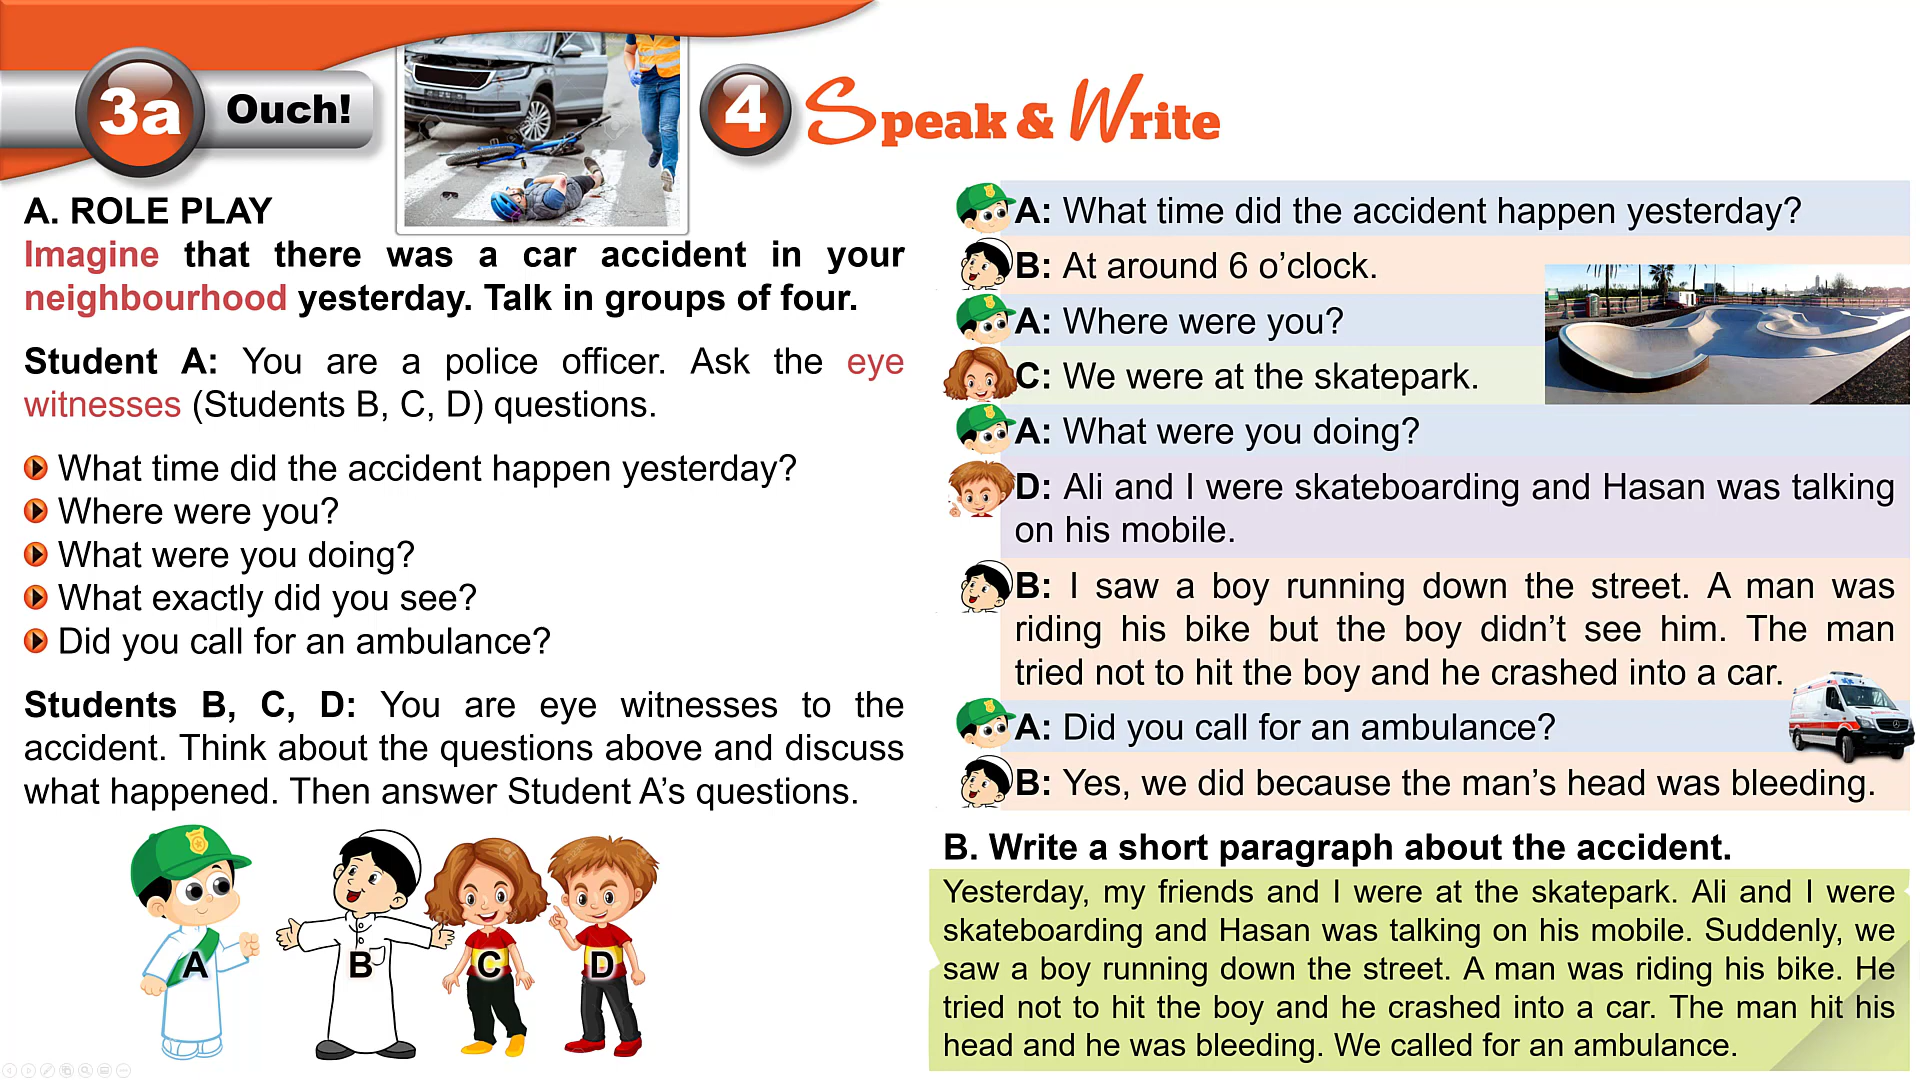 3a Ouch!
4 Speak & Write
A. ROLE PLAY
Imagine that there was a car accident in your
neighbourhood yesterday. Talk in groups of four.
Student A: You are a police officer. Ask the eye
witnesses (Students B, C, D) questions.
What time did the accident happen yesterday?
Where were you?
What were you doing?
What exactly did you see?
Did you call for an ambulance?
Students B, C, D: You are eye witnesses to the
accident. Think about the questions above and discuss
what happened. Then answer Student A’s questions.
A B C D
A: What time did the accident happen yesterday?
B: At around 6 o’clock.
A: Where were you?
C: We were at the skatepark.
A: What were you doing?
D: Ali and I were skateboarding and Hasan was talking
on his mobile.
B: I saw a boy running down the street. A man was
riding his bike but the boy didn’t see him. The man
tried not to hit the boy and he crashed into a car.
A: Did you call for an ambulance?
B: Yes, we did because the man’s head was bleeding.
B. Write a short paragraph about the accident.
Yesterday, my friends and I were at the skatepark. Ali and I were
skateboarding and Hasan was talking on his mobile. Suddenly, we
saw a boy running down the street. A man was riding his bike. He
tried not to hit the boy and he crashed into a car. The man hit his
head and he was bleeding. We called for an ambulance.